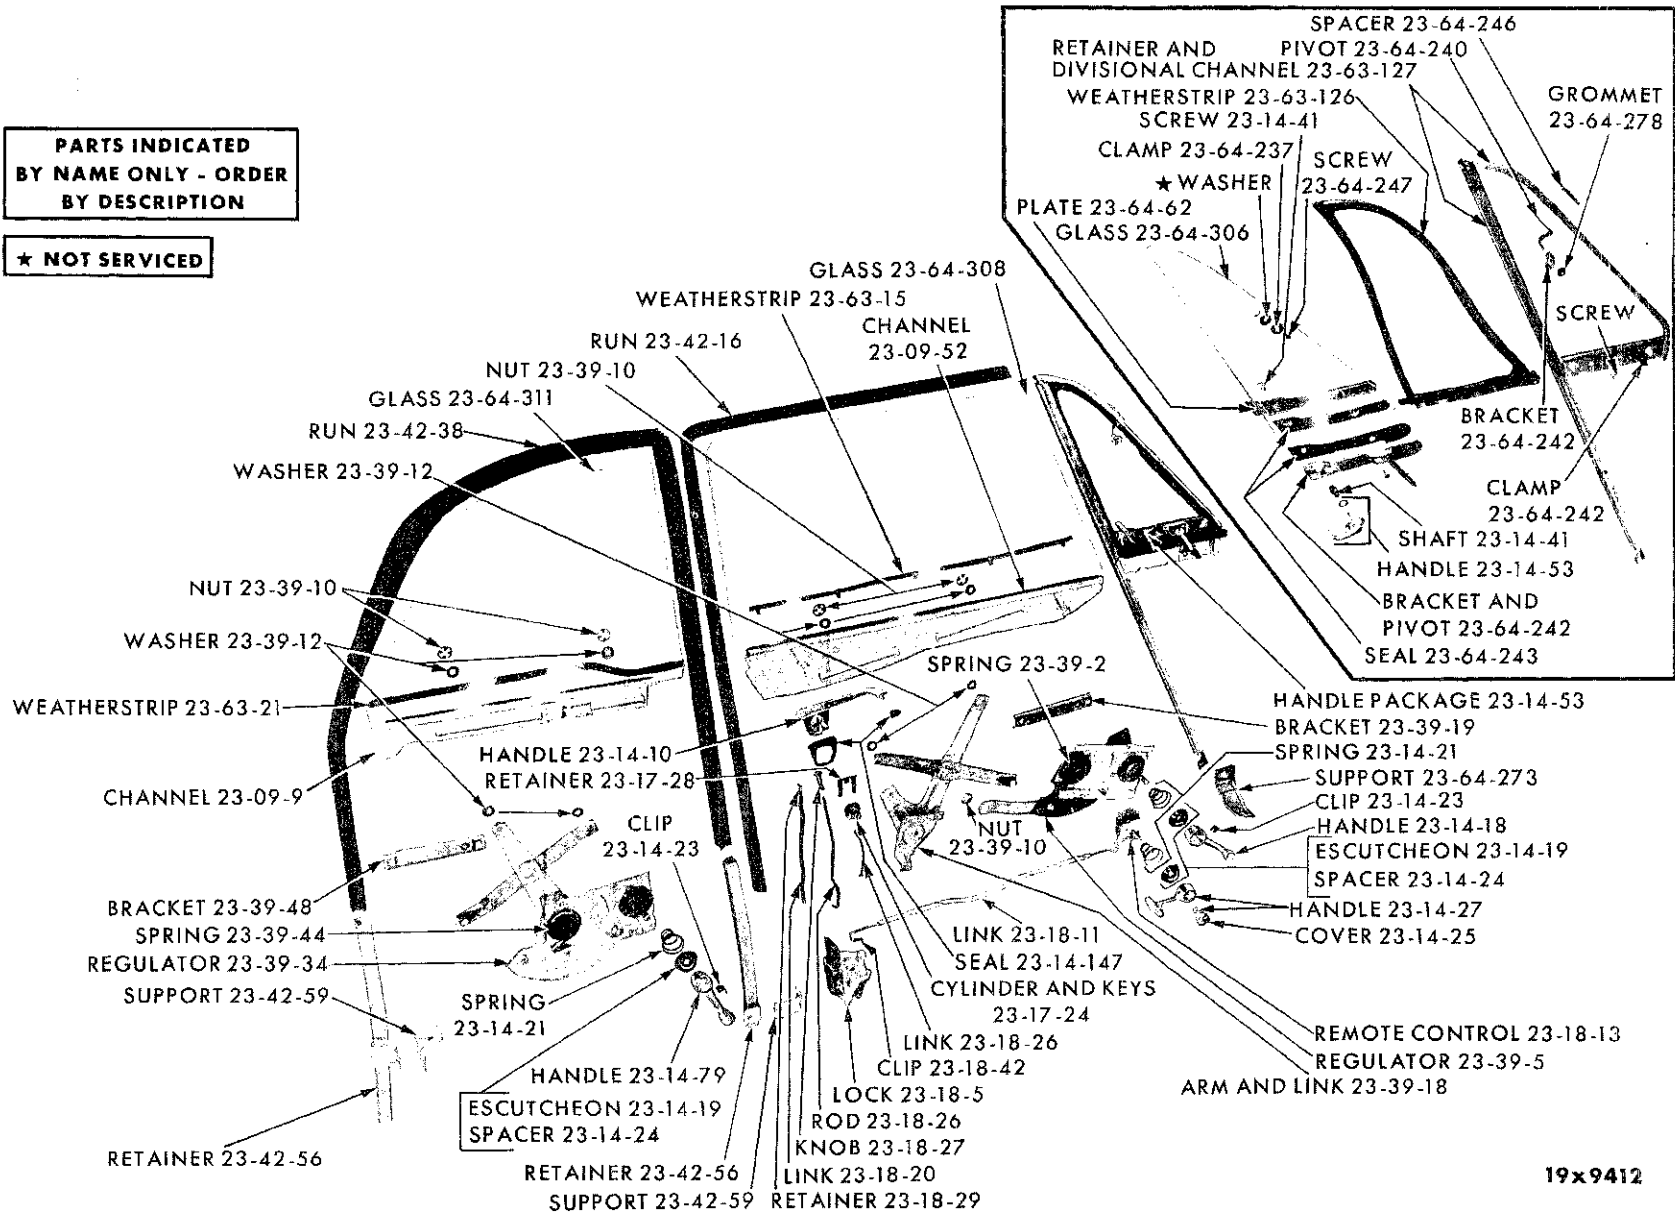 PARTS INDICATED
BY NAME ONLY - ORDER
BY DESCRIPTION
★ NOT SERVICED
SPACER 23-64-246
RETAINER AND
DIVISIONAL CHANNEL 23-63-127
PIVOT 23-64-240
WEATHERSTRIP 23-63-126
SCREW 23-14-41
CLAMP 23-64-237
SCREW
23-64-247
★ WASHER
PLATE 23-64-62
GLASS 23-64-306
GROMMET
23-64-278
SCREW
BRACKET
23-64-242
CLAMP
23-64-242
SHAFT 23-14-41
HANDLE 23-14-53
BRACKET AND
PIVOT 23-64-242
SEAL 23-64-243
GLASS 23-64-308
WEATHERSTRIP 23-63-15
CHANNEL
23-09-52
RUN 23-42-16
NUT 23-39-10
GLASS 23-64-311
RUN 23-42-38
WASHER 23-39-12
NUT 23-39-10
WASHER 23-39-12
WEATHERSTRIP 23-63-21
CHANNEL 23-09-9
SPRING 23-39-2
HANDLE 23-14-10
RETAINER 23-17-28
CLIP
23-14-23
NUT
23-39-10
HANDLE PACKAGE 23-14-53
BRACKET 23-39-19
SPRING 23-14-21
SUPPORT 23-64-273
CLIP 23-14-23
HANDLE 23-14-18
ESCUTCHEON 23-14-19
SPACER 23-14-24
HANDLE 23-14-27
COVER 23-14-25
BRACKET 23-39-48
SPRING 23-39-44
REGULATOR 23-39-34
SUPPORT 23-42-59
SPRING
23-14-21
LINK 23-18-11
SEAL 23-14-147
CYLINDER AND KEYS
23-17-24
LINK 23-18-26
CLIP 23-18-42
LOCK 23-18-5
ROD 23-18-26
KNOB 23-18-27
LINK 23-18-20
RETAINER 23-18-29
REMOTE CONTROL 23-18-13
REGULATOR 23-39-5
ARM AND LINK 23-39-18
HANDLE 23-14-79
ESCUTCHEON 23-14-19
SPACER 23-14-24
RETAINER 23-42-56
SUPPORT 23-42-59
RETAINER 23-42-56
19x9412